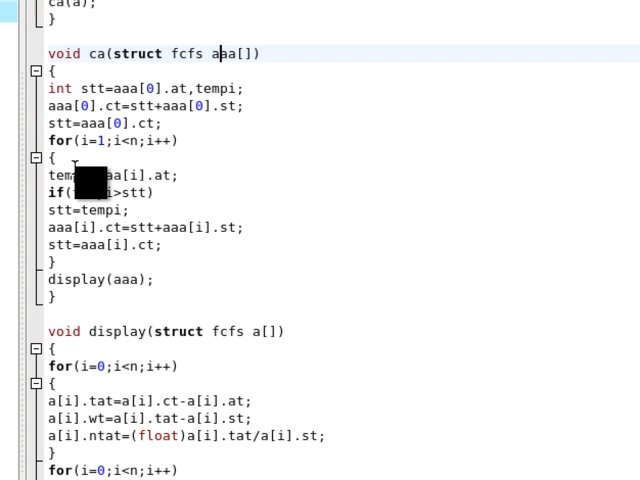 ca(a);
}
void ca(struct fcfs aaa[])
{
int stt=aaa[0].at,tempi;
aaa[0].ct=stt+aaa[0].st;
stt=aaa[0].ct;
for(i=1;i<n;i++)
{
aa[i].at;
if(i>stt)
stt=tempi;
aaa[i].ct=stt+aaa[i].st;
stt=aaa[i].ct;
}
display(aaa);
}
void display(struct fcfs a[])
{
for(i=0;i<n;i++)
{
a[i].tat=a[i].ct-a[i].at;
a[i].wt=a[i].tat-a[i].st;
a[i].ntat=(float)a[i].tat/a[i].st;
}
for(i=0;i<n;i++)